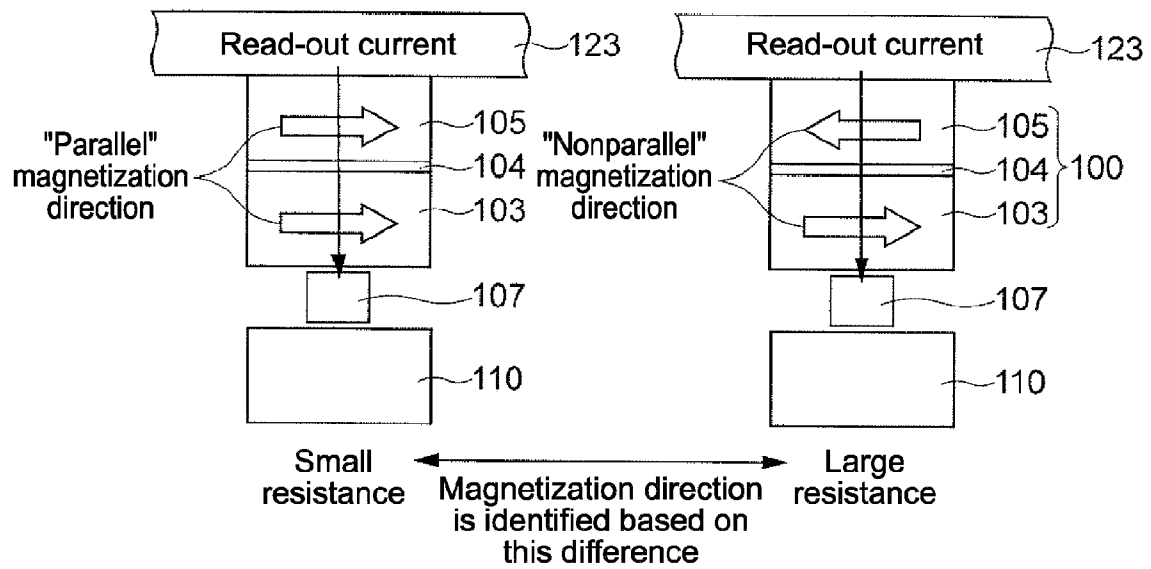 Read-out current
123
Read-out current
123
"Parallel"
magnetization
direction
105
104
103
"Nonparallel"
magnetization
direction
105
104
103
100
107
107
110
110
Small
resistance
Magnetization direction
is identified based on
this difference
Large
resistance